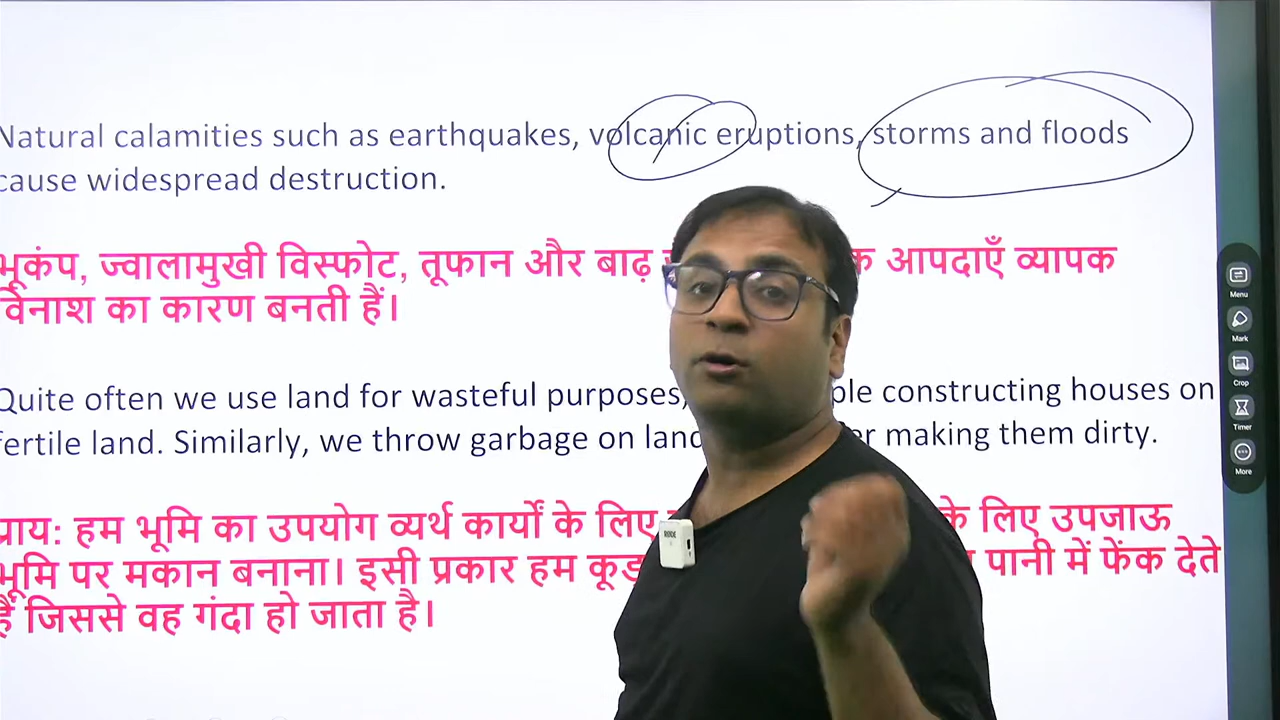 Natural calamities such as earthquakes, volcanic eruptions, storms and floods
cause widespread destruction.
भूकंप, ज्वालामुखी विस्फोट, तूफान और बाढ़ आपदाएँ व्यापक
विनाश का कारण बनती हैं।
Quite often we use land for wasteful purposes, constructing houses on
fertile land. Similarly, we throw garbage on land making them dirty.
प्राय: हम भूमि का उपयोग व्यर्थ कार्यों के लिए के लिए उपजाऊ
भूमि पर मकान बनाना। इसी प्रकार हम पानी में फेंक देते
हैं जिससे वह गंदा हो जाता है।
Menu
Mark
Crop
Timer
More
RØDE